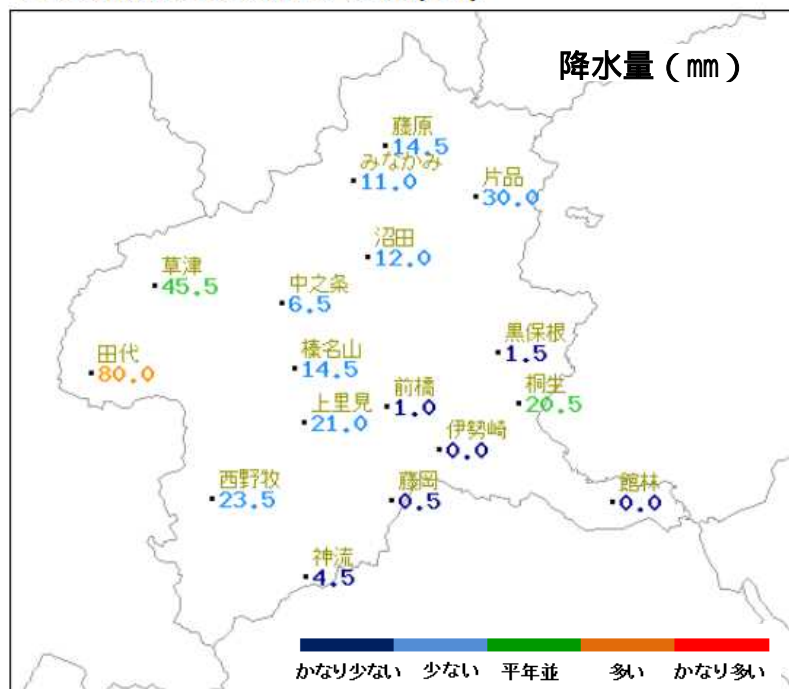 降水量（㎜）
藤原
14.5
みなかみ
11.0
片品
30.0
沼田
12.0
草津
45.5
中之条
6.5
黒保根
1.5
田代
80.0
榛名山
14.5
前橋
1.0
桐生
20.5
上里見
21.0
伊勢崎
0.0
西野牧
23.5
藤岡
0.5
館林
0.0
神流
4.5
かなり少ない 少ない 平年並 多い かなり多い